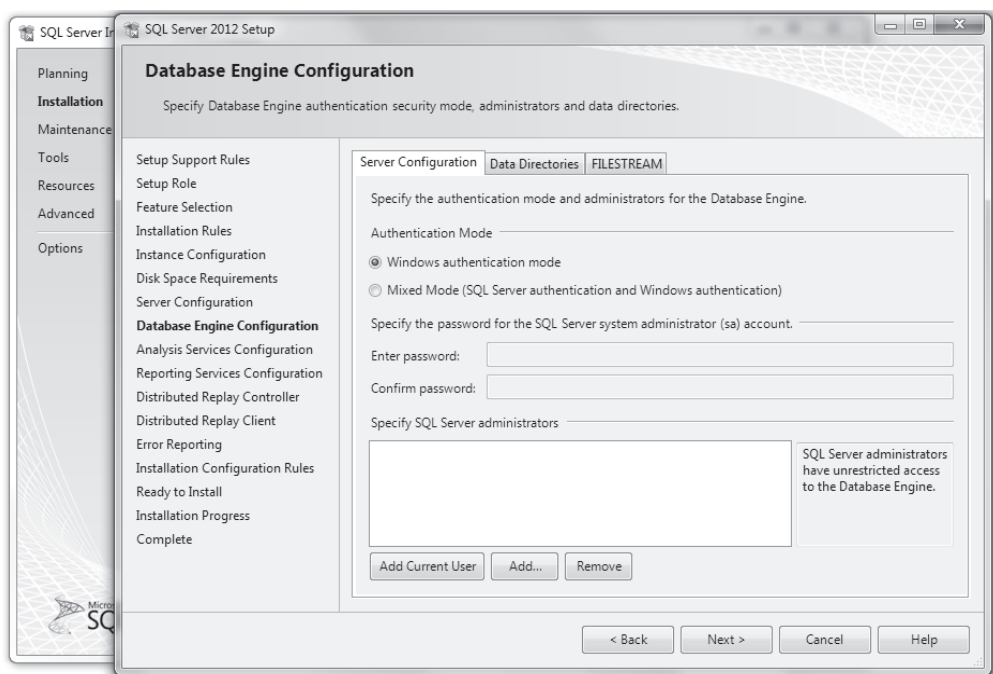 SQL Server In
SQL Server 2012 Setup
Planning
Installation
Maintenance
Tools
Resources
Advanced
Options
Micros
SQ
Database Engine Configuration
Specify Database Engine authentication security mode, administrators and data directories.
Setup Support Rules
Setup Role
Feature Selection
Installation Rules
Instance Configuration
Disk Space Requirements
Server Configuration
Database Engine Configuration
Analysis Services Configuration
Reporting Services Configuration
Distributed Replay Controller
Distributed Replay Client
Error Reporting
Installation Configuration Rules
Ready to Install
Installation Progress
Complete
Server Configuration
Data Directories
FILESTREAM
Specify the authentication mode and administrators for the Database Engine.
Authentication Mode
Windows authentication mode
Mixed Mode (SQL Server authentication and Windows authentication)
Specify the password for the SQL Server system administrator (sa) account.
Enter password:
Confirm password:
Specify SQL Server administrators
SQL Server administrators
have unrestricted access
to the Database Engine.
Add Current User
Add...
Remove
< Back
Next >
Cancel
Help